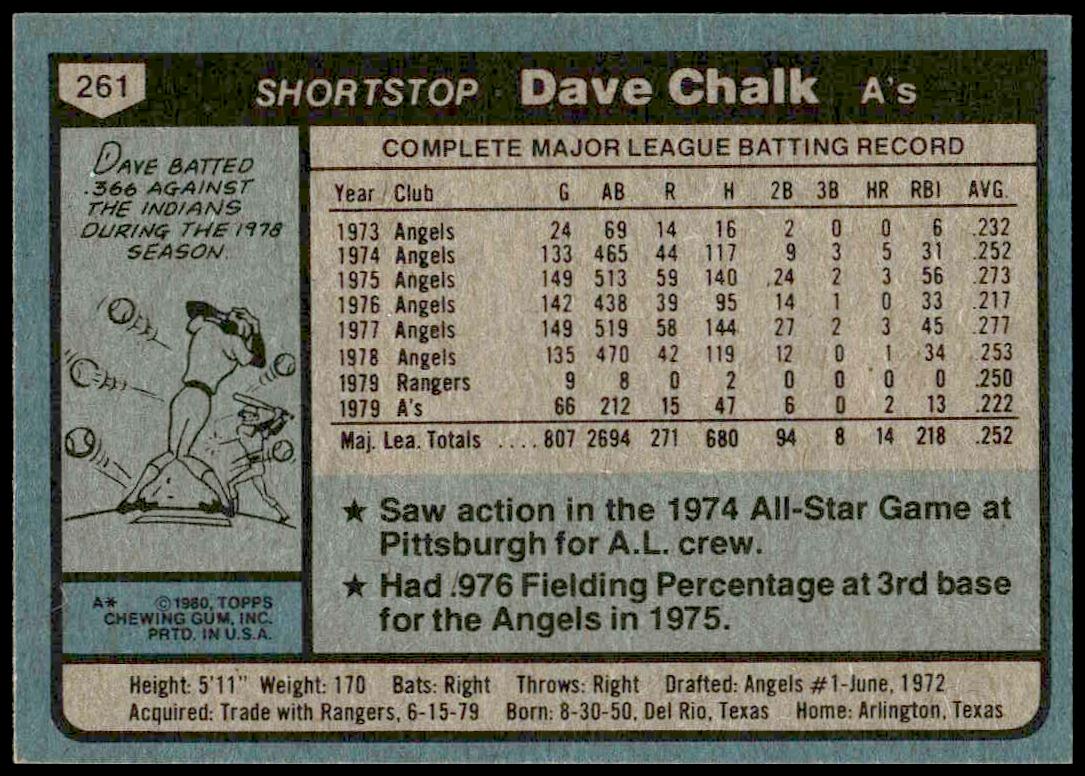 261 SHORTSTOP · Dave Chalk A's
DAVE BATTED
.366 AGAINST
THE INDIANS
DURING THE 1978
SEASON.
COMPLETE MAJOR LEAGUE BATTING RECORD
Year Club G AB R H 2B 3B HR RBI AVG.
1973 Angels 24 69 14 16 2 0 0 6 .232
1974 Angels 133 465 44 117 9 3 5 31 .252
1975 Angels 149 513 59 140 24 2 3 56 .273
1976 Angels 142 438 39 95 14 1 0 33 .217
1977 Angels 149 519 58 144 27 2 3 45 .277
1978 Angels 135 470 42 119 12 0 1 34 .253
1979 Rangers 9 8 0 2 0 0 0 0 .250
1979 A's 66 212 15 47 6 0 2 13 .222
Maj. Lea. Totals .... 807 2694 271 680 94 8 14 218 .252
★ Saw action in the 1974 All-Star Game at
Pittsburgh for A.L. crew.
★ Had .976 Fielding Percentage at 3rd base
for the Angels in 1975.
A* ©1980, TOPPS
CHEWING GUM, INC.
PRTD. IN U.S.A.
Height: 5'11" Weight: 170 Bats: Right Throws: Right Drafted: Angels #1-June, 1972
Acquired: Trade with Rangers, 6-15-79 Born: 8-30-50, Del Rio, Texas Home: Arlington, Texas